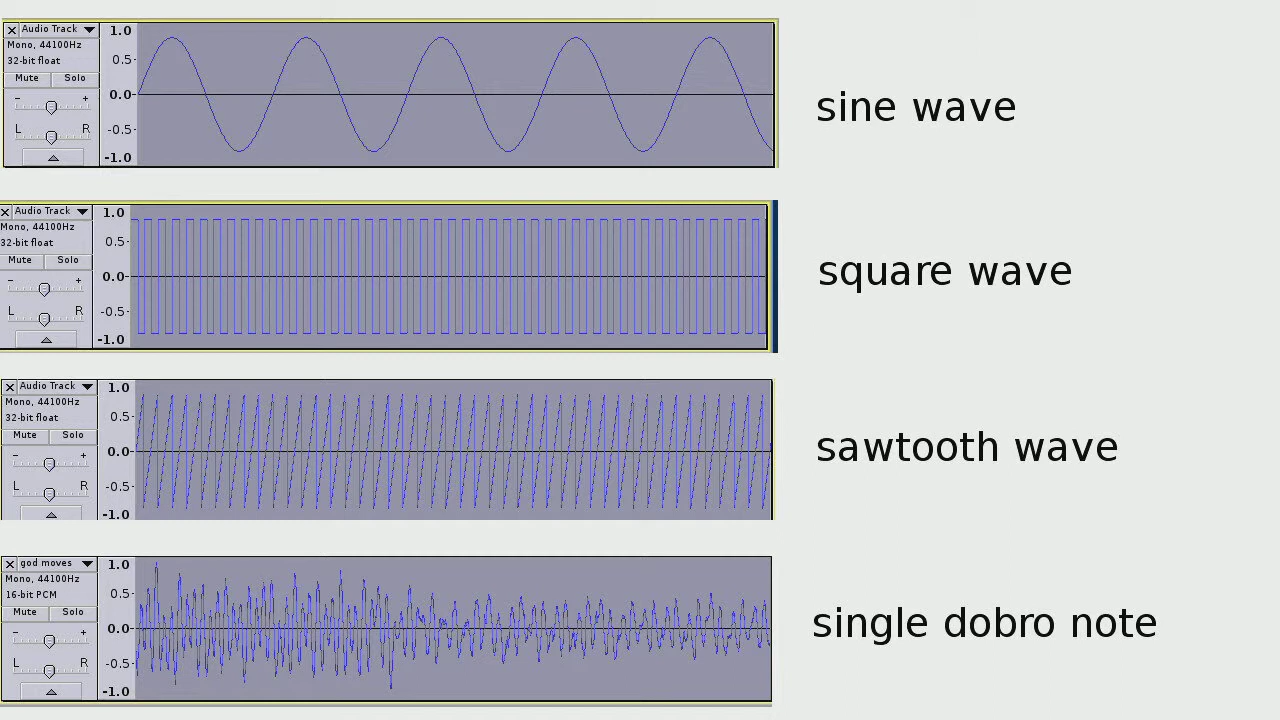 Audio Track
Mono, 44100Hz
32-bit float
Mute Solo
- +
L R
1.0
0.5-
0.0-
-0.5-
-1.0
sine wave
Audio Track
Mono, 44100Hz
32-bit float
Mute Solo
- +
L R
1.0
0.5-
0.0-
-0.5-
-1.0
square wave
Audio Track
Mono, 44100Hz
32-bit float
Mute Solo
- +
L R
1.0
0.5-
0.0-
-0.5-
-1.0
sawtooth wave
god moves
Mono, 44100Hz
16-bit PCM
Mute Solo
- +
L R
1.0
0.5-
0.0-
-0.5-
-1.0
single dobro note